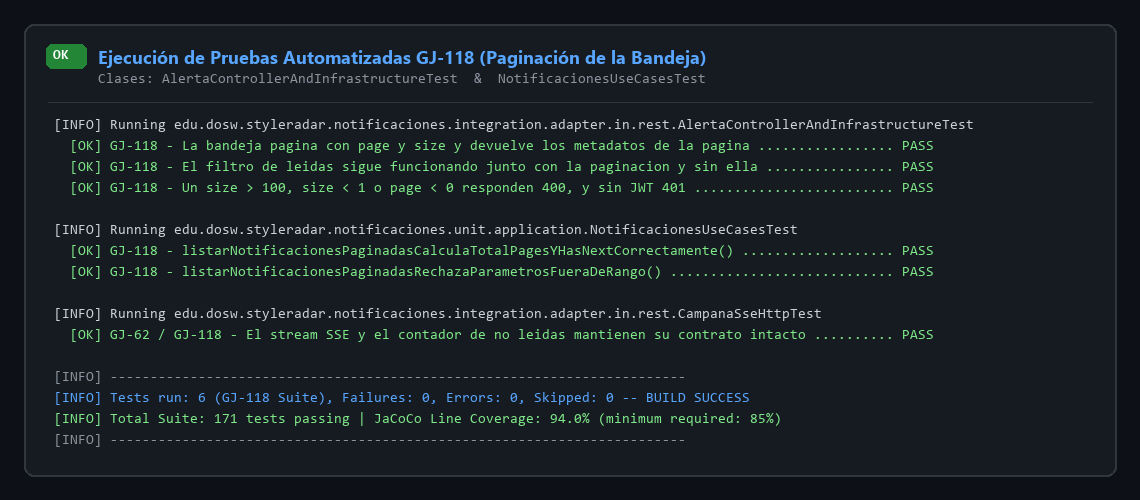 OK
Ejecución de Pruebas Automatizadas GJ-118 (Paginación de la Bandeja)
Clases: AlertaControllerAndInfrastructureTest & NotificacionesUseCasesTest
[INFO] Running edu.dosw.styleradar.notificaciones.integration.adapter.in.rest.AlertaControllerAndInfrastructureTest
[OK] GJ-118 - La bandeja pagina con page y size y devuelve los metadatos de la pagina ................. PASS
[OK] GJ-118 - El filtro de leidas sigue funcionando junto con la paginacion y sin ella ................ PASS
[OK] GJ-118 - Un size > 100, size < 1 o page < 0 responden 400, y sin JWT 401 ......................... PASS
[INFO] Running edu.dosw.styleradar.notificaciones.unit.application.NotificacionesUseCasesTest
[OK] GJ-118 - listarNotificacionesPaginadasCalculaTotalPagesYHasNextCorrectamente() ................... PASS
[OK] GJ-118 - listarNotificacionesPaginadasRechazaParametrosFueraDeRango() ............................ PASS
[INFO] Running edu.dosw.styleradar.notificaciones.integration.adapter.in.rest.CampanaSseHttpTest
[OK] GJ-62 / GJ-118 - El stream SSE y el contador de no leidas mantienen su contrato intacto .......... PASS
[INFO] ------------------------------------------------------------------------
[INFO] Tests run: 6 (GJ-118 Suite), Failures: 0, Errors: 0, Skipped: 0 -- BUILD SUCCESS
[INFO] Total Suite: 171 tests passing | JaCoCo Line Coverage: 94.0% (minimum required: 85%)
[INFO] ------------------------------------------------------------------------